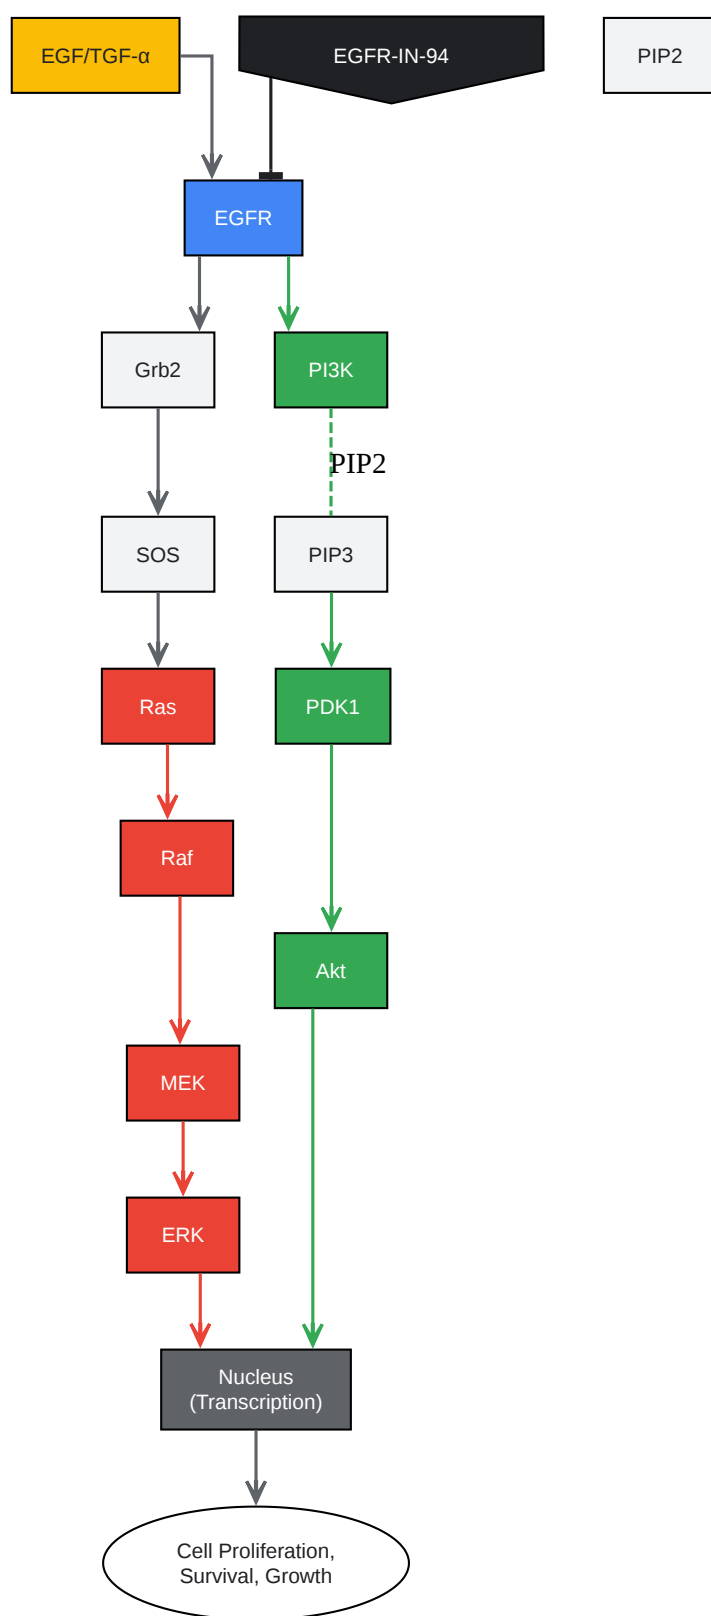 EGF/TGF-α
EGFR-IN-94
PIP2
EGFR
Grb2
PI3K
PIP2
SOS
PIP3
Ras
PDK1
Raf
Akt
MEK
ERK
Nucleus
(Transcription)
Cell Proliferation,
Survival, Growth